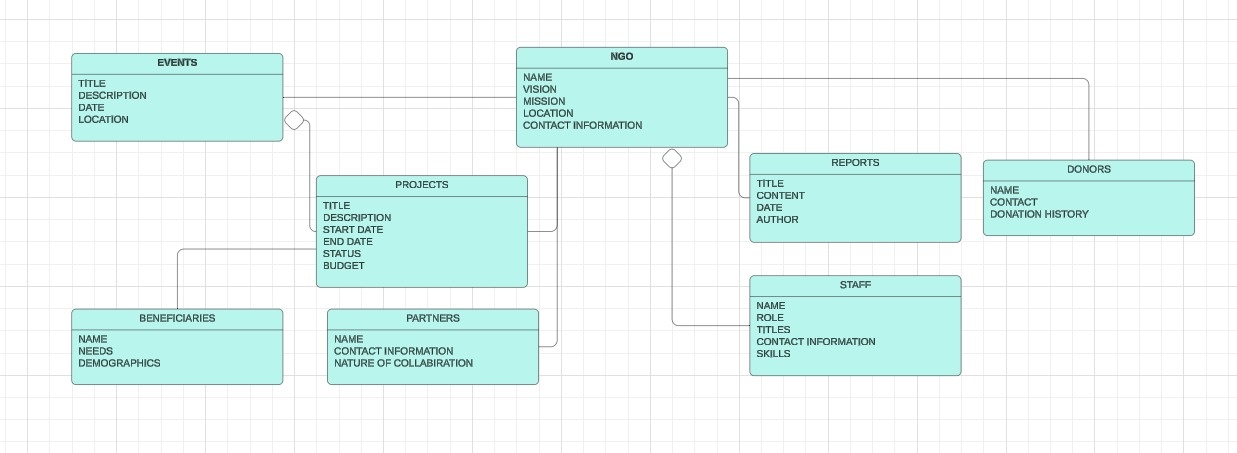 EVENTS
TITLE
DESCRIPTION
DATE
LOCATION
NGO
NAME
VISION
MISSION
LOCATION
CONTACT INFORMATION
PROJECTS
TITLE
DESCRIPTION
START DATE
END DATE
STATUS
BUDGET
REPORTS
TITLE
CONTENT
DATE
AUTHOR
DONORS
NAME
CONTACT
DONATION HISTORY
BENEFICIARIES
NAME
NEEDS
DEMOGRAPHICS
PARTNERS
NAME
CONTACT INFORMATION
NATURE OF COLLABIRATION
STAFF
NAME
ROLE
TITLES
CONTACT INFORMATION
SKILLS